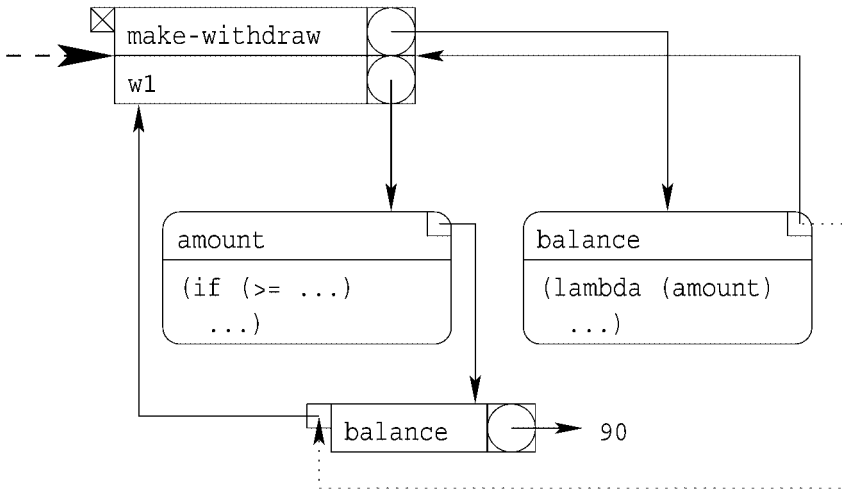 make-withdraw
w1
amount
(if (>= ...)
...)
balance
(lambda (amount)
...)
balance
90